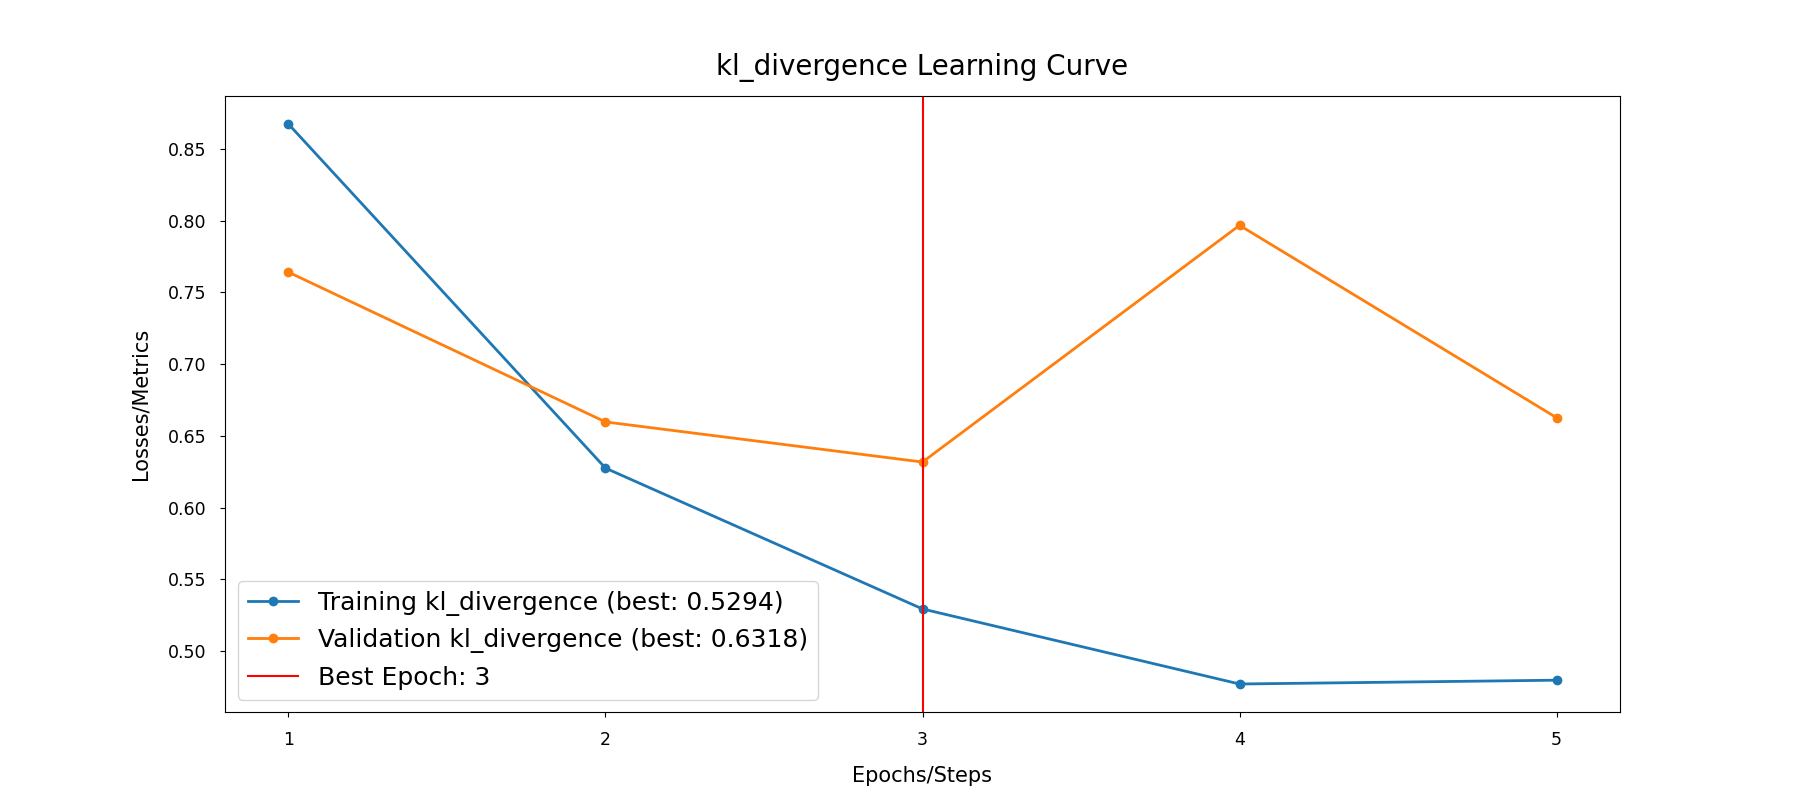 kl_divergence Learning Curve
Losses/Metrics
0.85
0.80
0.75
0.70
0.65
0.60
0.55
0.50
Training kl_divergence (best: 0.5294)
Validation kl_divergence (best: 0.6318)
Best Epoch: 3
1 2 3 4 5
Epochs/Steps